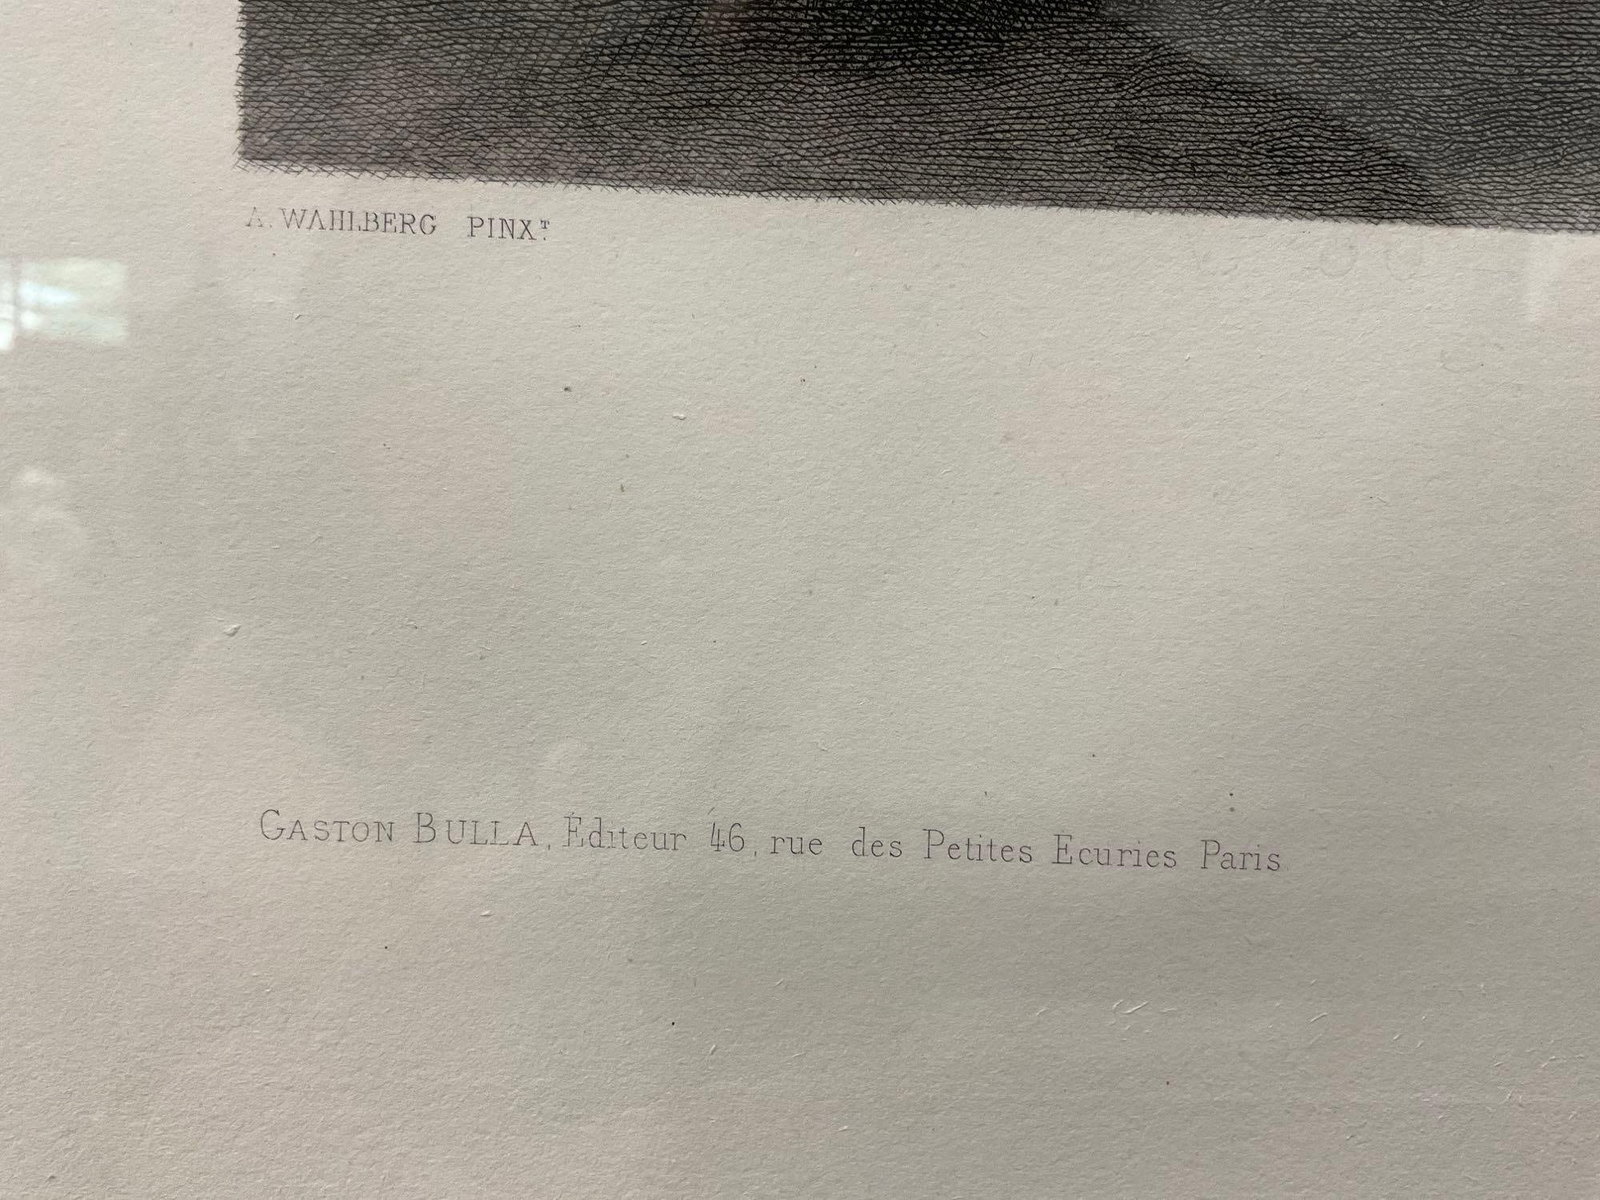 A. WAHLBERG PINXT
GASTON BULLA, Éditeur 46, rue des Petites Ecuries Paris